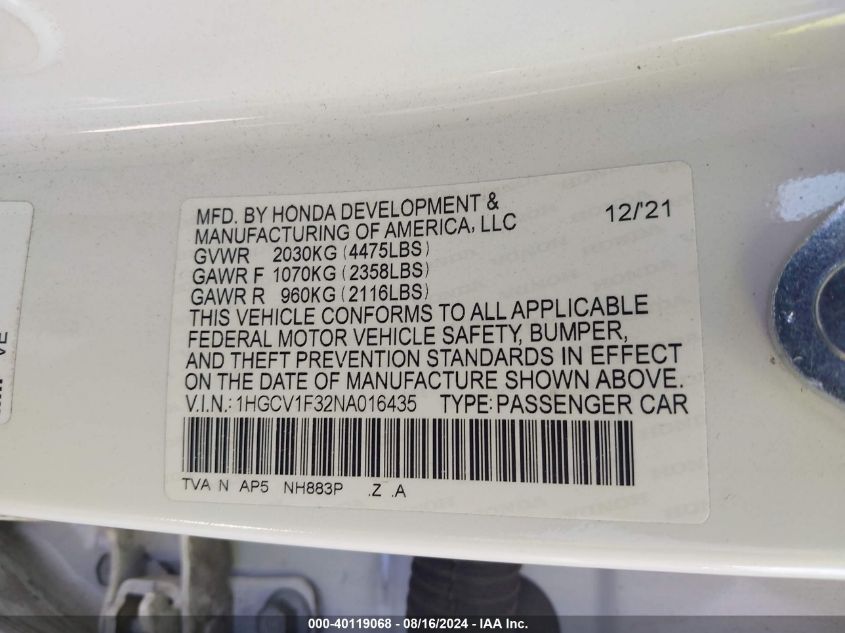 MFD. BY HONDA DEVELOPMENT &
MANUFACTURING OF AMERICA, LLC 12/'21
GVWR 2030KG (4475LBS)
GAWR F 1070KG (2358LBS)
GAWR R 960KG (2116LBS)
THIS VEHICLE CONFORMS TO ALL APPLICABLE
FEDERAL MOTOR VEHICLE SAFETY, BUMPER,
AND THEFT PREVENTION STANDARDS IN EFFECT
ON THE DATE OF MANUFACTURE SHOWN ABOVE.
V.I.N.: 1HGCV1F32NA016435 TYPE: PASSENGER CAR
TVA N AP5 NH883P .Z .A
VE
000-40119068 - 08/16/2024 - IAA Inc.